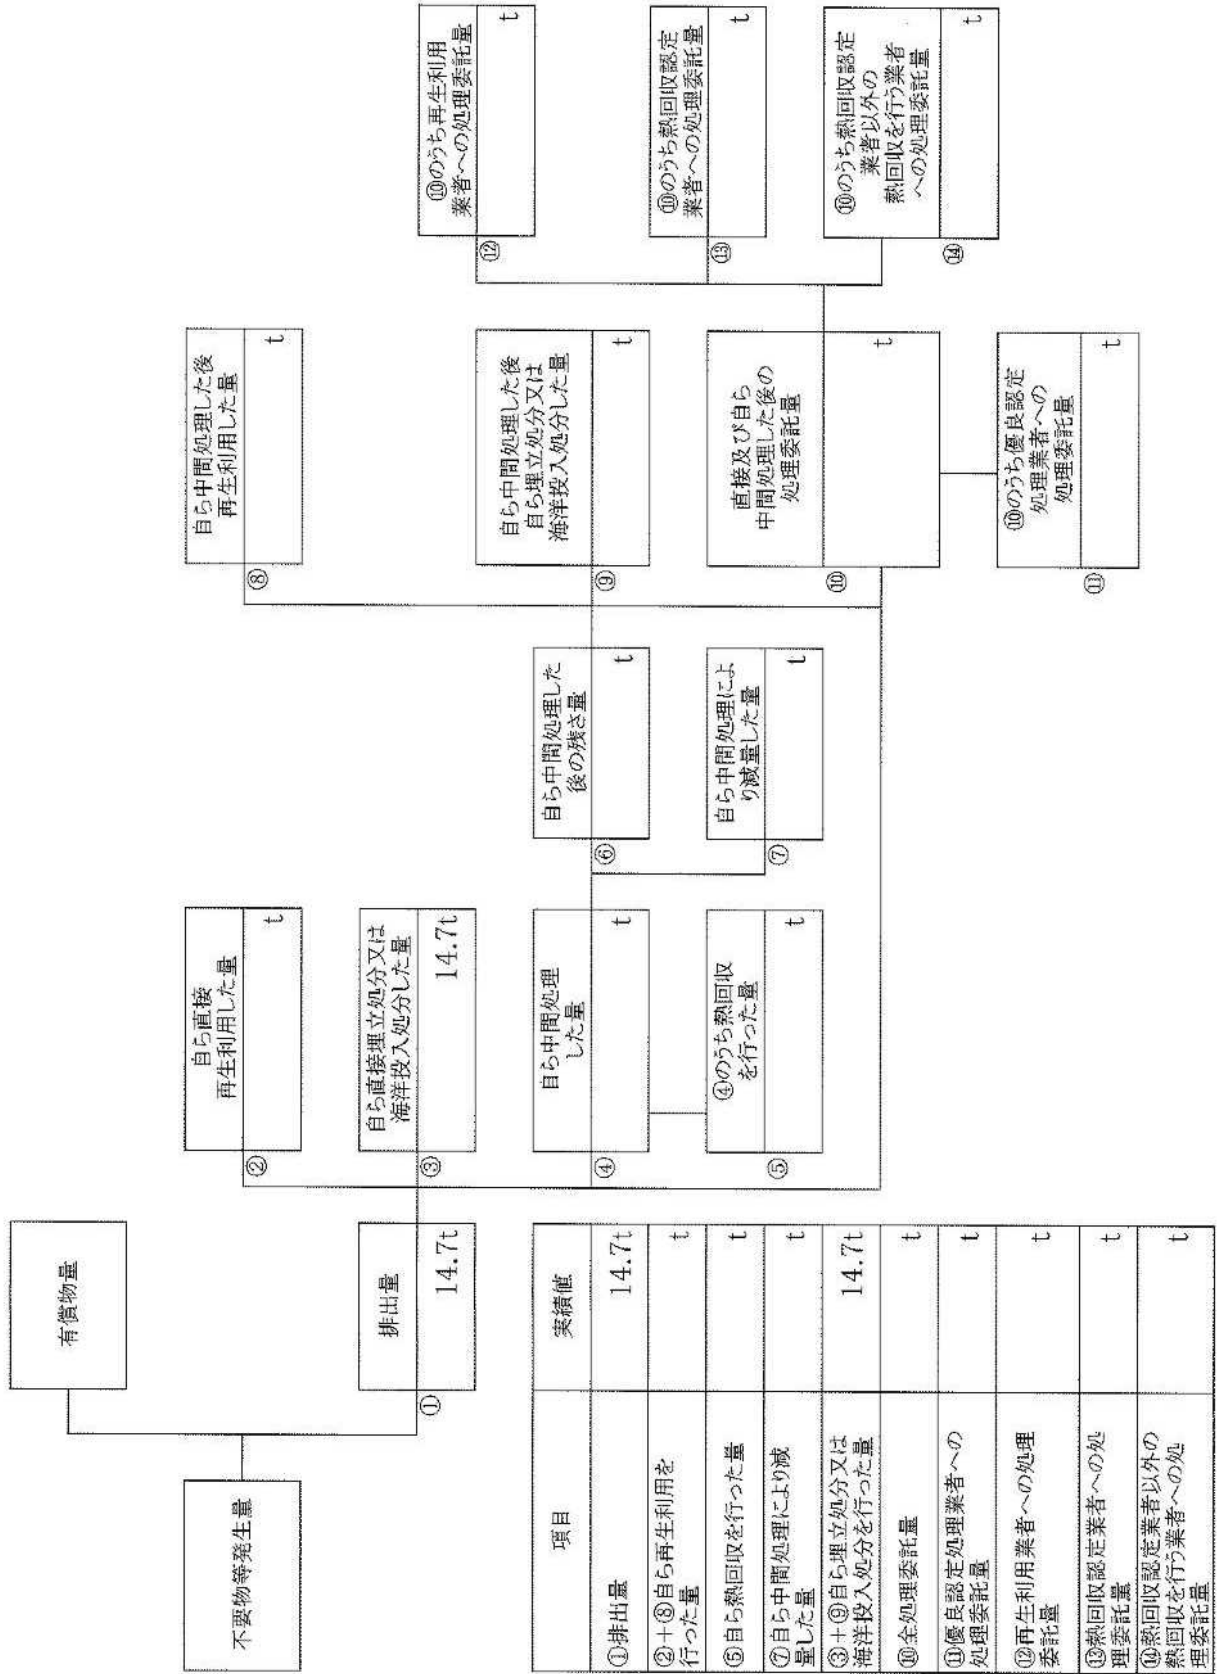 不要物等発生量
有償物量
排出量
①
14.7t
自ら直接
再生利用した量
②
t
自ら直接埋立処分又は
海洋投入処分した量
③
14.7t
自ら中間処理
した量
④
t
④のうち熱回収
を行った量
⑤
t
自ら中間処理した
後の残さ量
⑥
t
自ら中間処理によ
り減量した量
⑦
t
自ら中間処理した後
再生利用した量
⑧
t
自ら中間処理した後
自ら埋立処分又は
海洋投入処分した量
⑨
t
直接及び自ら
中間処理した後の
処理委託量
⑩
t
⑩のうち優良認定
処理業者への
処理委託量
⑪
t
⑩のうち再生利用
業者への処理委託量
⑫
t
⑩のうち熱回収認定
業者への処理委託量
⑬
t
⑩のうち熱回収認定
業者以外の
熱回収を行う業者
への処理委託量
⑭
t
項目 実績値
①排出量 14.7t
②+⑧自ら再生利用を
行った量 t
⑤自ら熱回収を行った量 t
⑦自ら中間処理により減
量した量 t
③+⑨自ら埋立処分又は
海洋投入処分を行った量 14.7t
⑩全処理委託量 t
⑪優良認定処理業者への
処理委託量 t
⑫再生利用業者への処理
委託量 t
⑬熱回収認定業者への処
理委託量 t
⑭熱回収認定業者以外の
熱回収を行う業者への処
理委託量 t